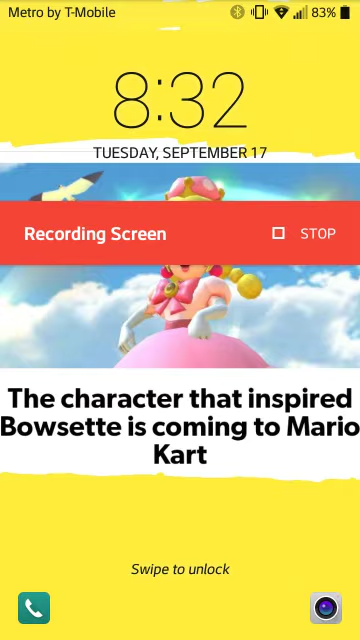 Metro by T-Mobile 83%
8:32
TUESDAY, SEPTEMBER 17
Recording Screen STOP
The character that inspired
Bowsette is coming to Mario
Kart
Swipe to unlock